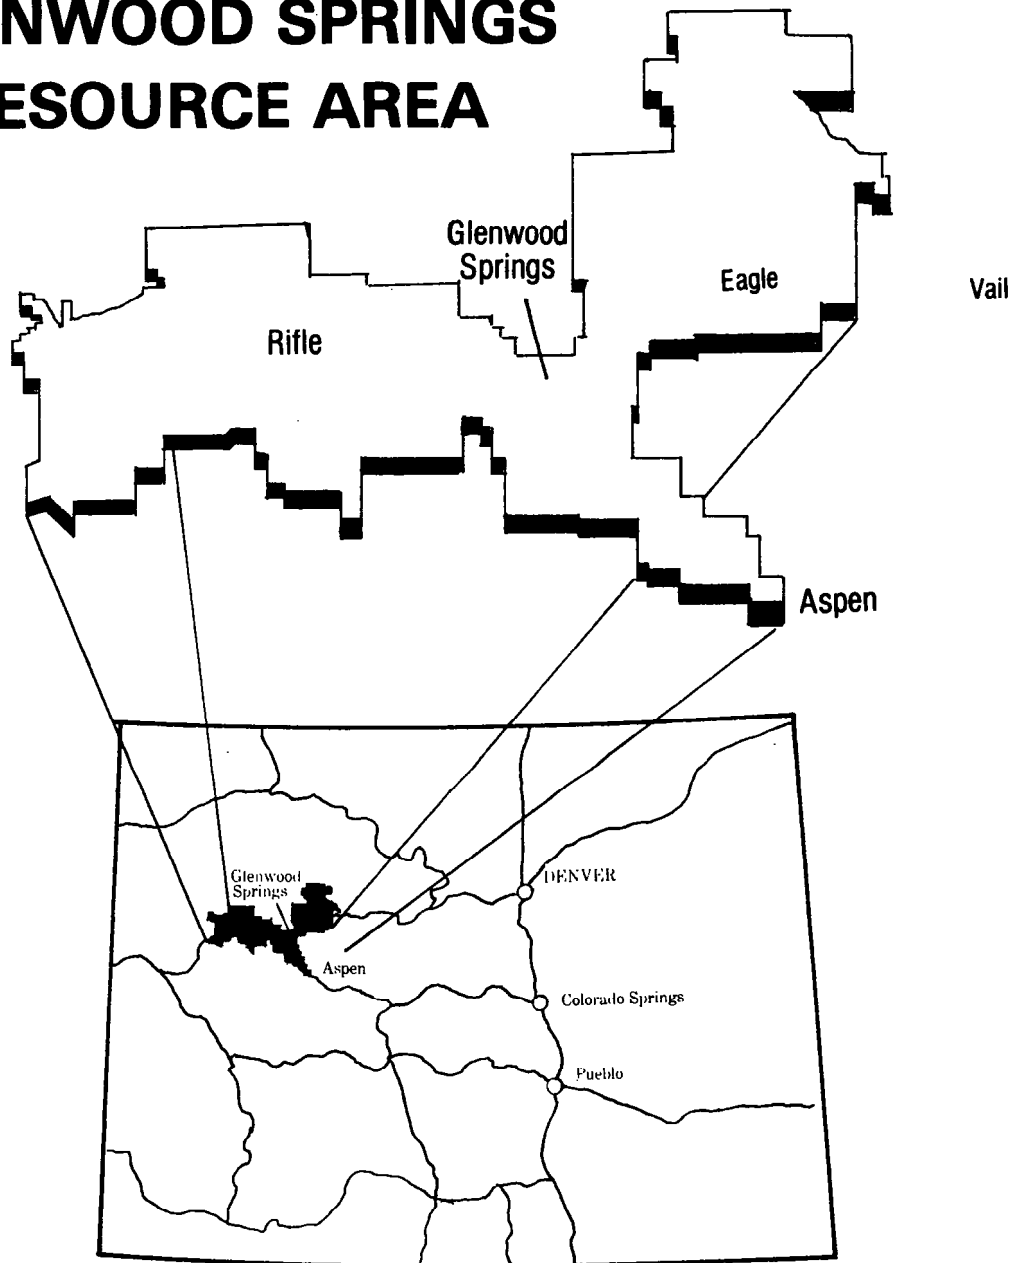 NWOOD SPRINGS
ESOURCE AREA
Glenwood
Springs
Eagle
Vail
Rifle
Aspen
Glenwood
Springs
DENVER
Aspen
Colorado Springs
Pueblo